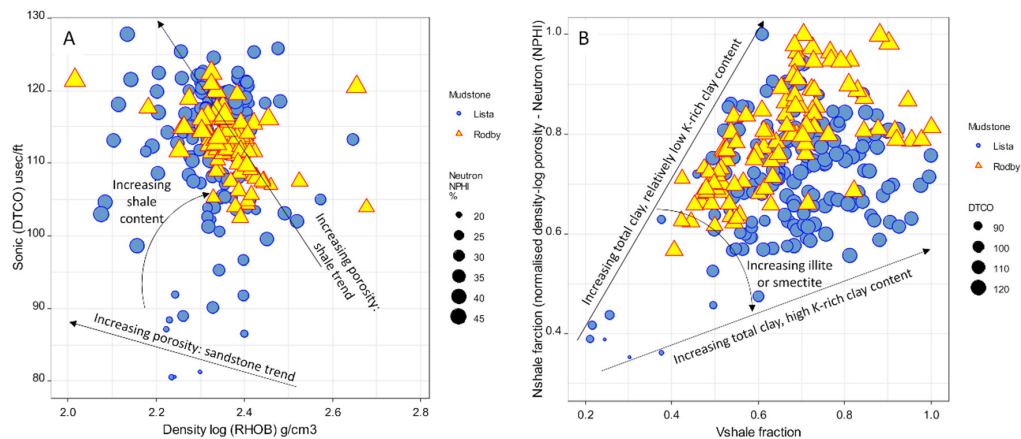 A
130
120
110
100
90
80
Sonic (DTCO) usec/ft
2.0
2.2
2.4
2.6
2.8
Density log (RHOB) g/cm3
Increasing
shale
content
Increasing porosity:
shale trend
Increasing porosity: sandstone trend
Mudstone
Lista
Rodby
Neutron
NPHI
%
20
25
30
35
40
45
B
1.0
0.8
0.6
0.4
Nshale farction (normalised density-log porosity - Neutron (NPHI)
0.2
0.4
0.6
0.8
1.0
Vshale fraction
Increasing total clay, relatively low K-rich clay content
Increasing illite
or smectite
Increasing total clay, high K-rich clay content
Mudstone
Lista
Rodby
DTCO
90
100
110
120